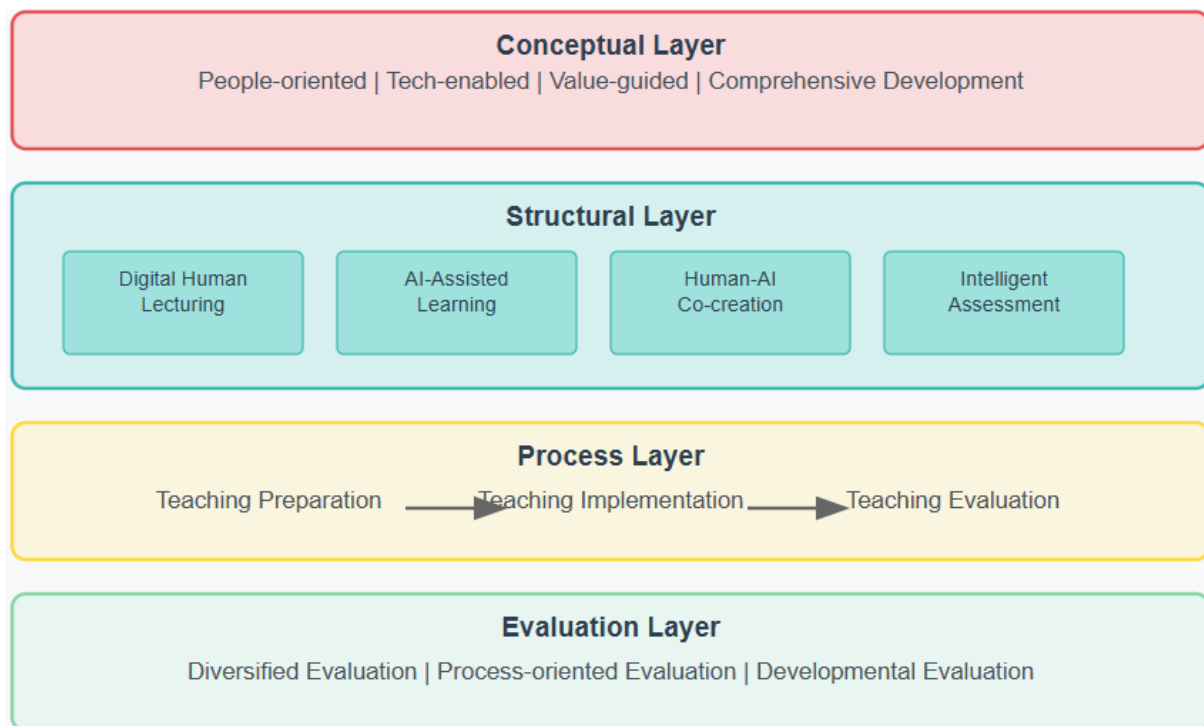 Conceptual Layer
People-oriented | Tech-enabled | Value-guided | Comprehensive Development
Structural Layer
Digital Human
Lecturing
AI-Assisted
Learning
Human-AI
Co-creation
Intelligent
Assessment
Process Layer
Teaching Preparation Teaching Implementation Teaching Evaluation
Evaluation Layer
Diversified Evaluation | Process-oriented Evaluation | Developmental Evaluation